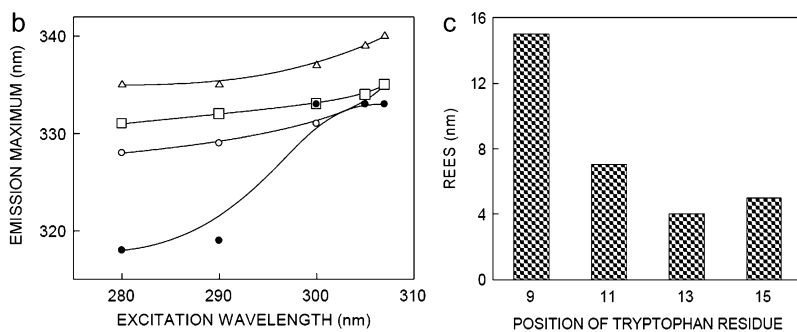 b
EMISSION MAXIMUM (nm)
340
330
320
280 290 300 310
EXCITATION WAVELENGTH (nm)
c
REES (nm)
16
12
8
4
0
9 11 13 15
POSITION OF TRYPTOPHAN RESIDUE